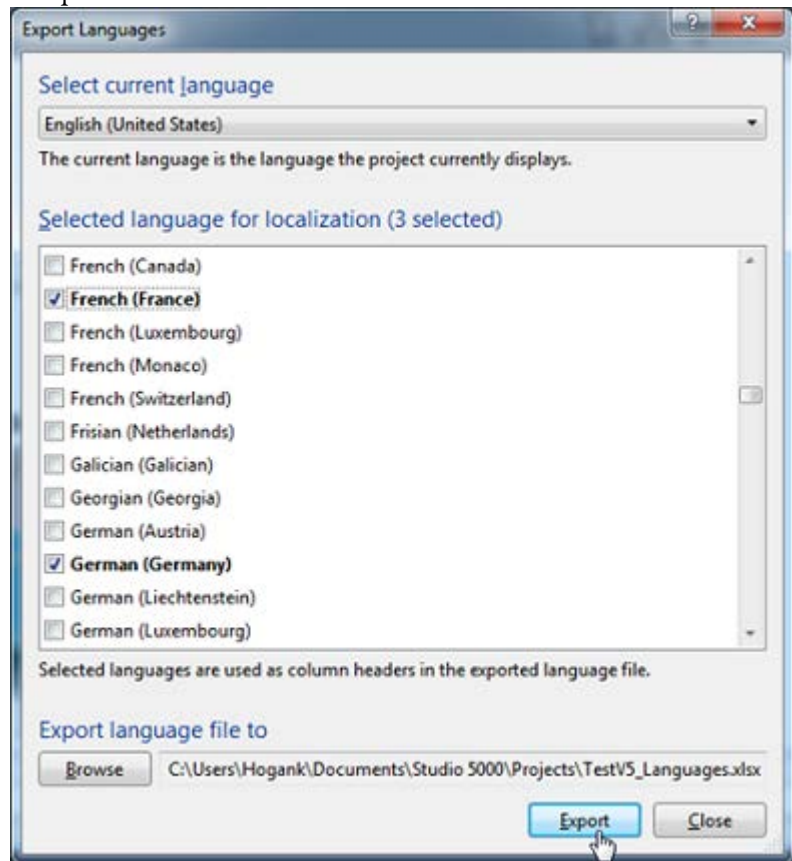 Export Languages
Select current language
English (United States)
The current language is the language the project currently displays.
Selected language for localization (3 selected)
French (Canada)
French (France)
French (Luxembourg)
French (Monaco)
French (Switzerland)
Frisian (Netherlands)
Galician (Galician)
Georgian (Georgia)
German (Austria)
German (Germany)
German (Liechtenstein)
German (Luxembourg)
Selected languages are used as column headers in the exported language file.
Export language file to
Browse C:\Users\Hogank\Documents\Studio 5000\Projects\TestV5_Languages.xlsx
Export Close